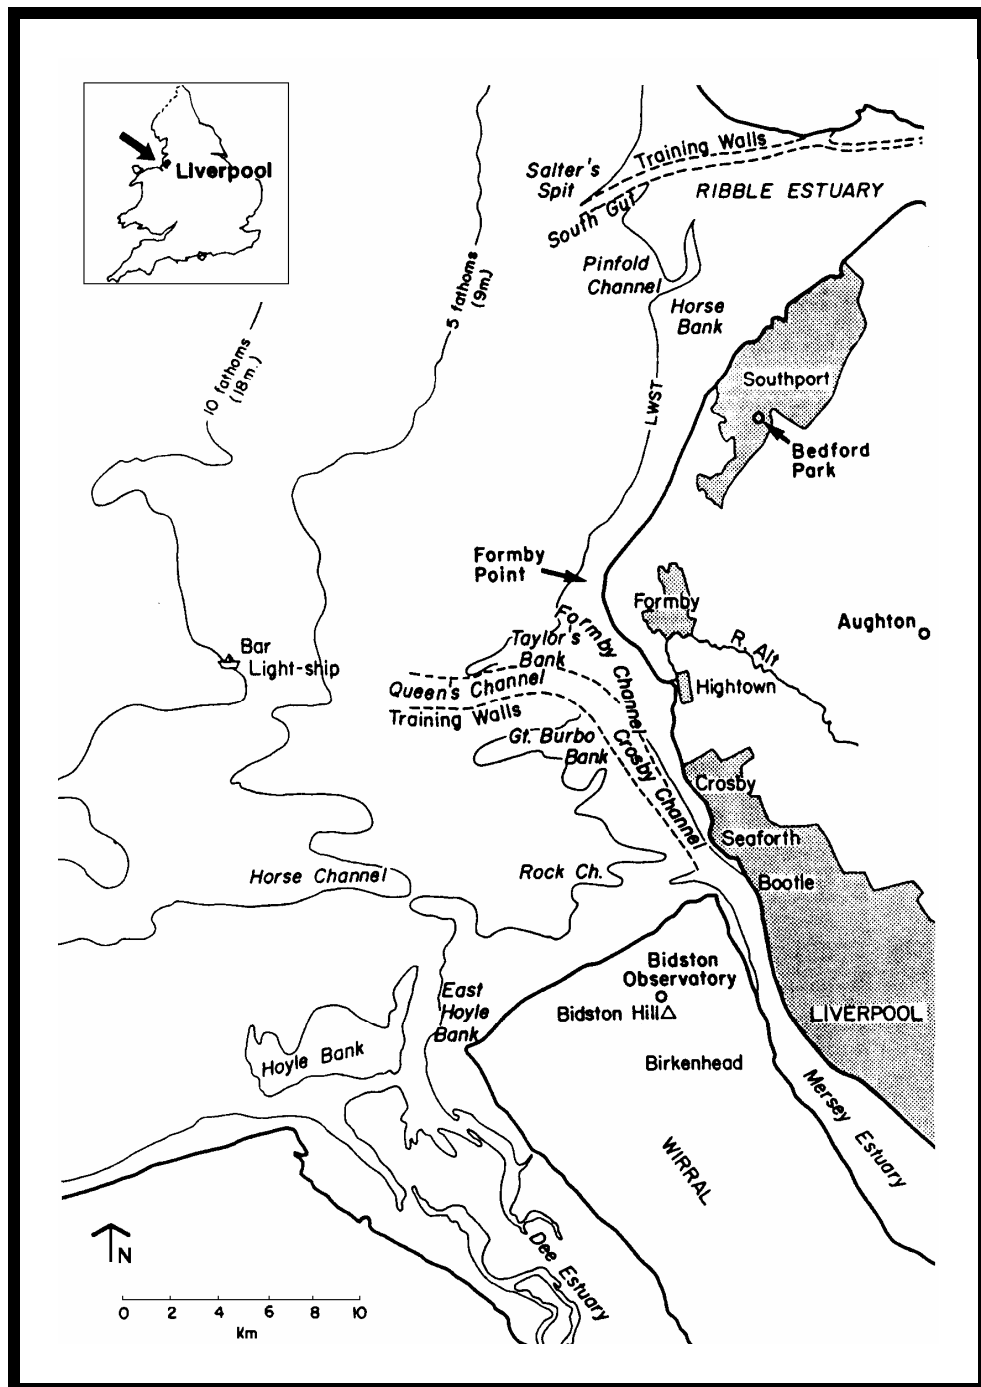 Liverpool
Training Walls
Salter's
Spit
South Gut
RIBBLE ESTUARY
Pinfold
Channel
Horse
Bank
5 fathoms
(9m.)
10 fathoms
(18m.)
LWST
Southport
Bedford
Park
Formby
Point
Formby
Formby Channel
Aughton
R. Alt
Taylor's
Bank
Bar
Light-ship
Queen's Channel
Training Walls
Hightown
Gt. Burbo
Bank
Crosby Channel
Crosby
Seaforth
Bootle
Horse Channel
Rock Ch.
Bidston
Observatory
Bidston Hill
East
Hoyle
Bank
LIVERPOOL
Hoyle Bank
Birkenhead
Mersey Estuary
WIRRAL
Dee Estuary
N
0 2 4 6 8 10
Km